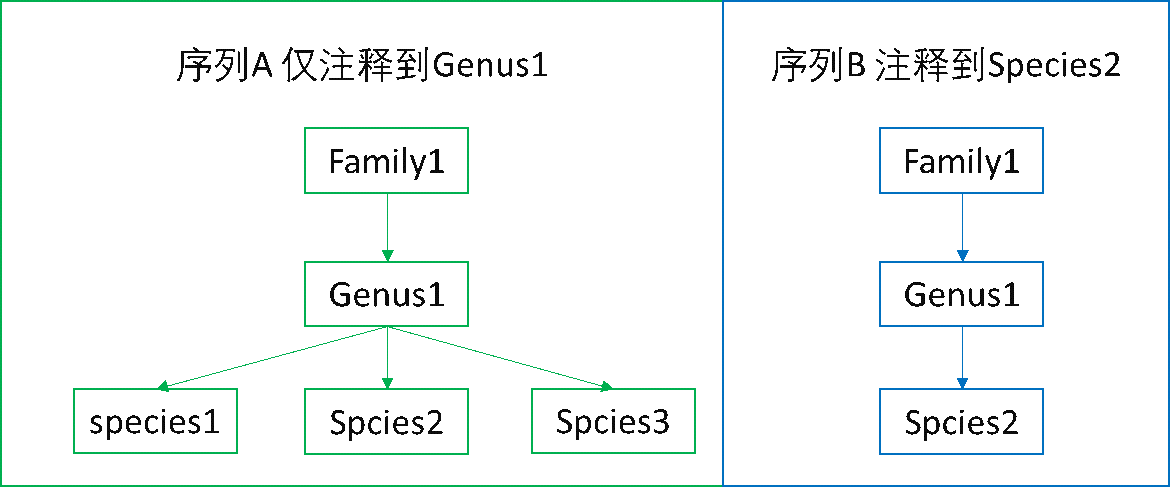 序列A 仅注释到Genus1
Family1
Genus1
species1
Spcies2
Spcies3
序列B 注释到Species2
Family1
Genus1
Spcies2